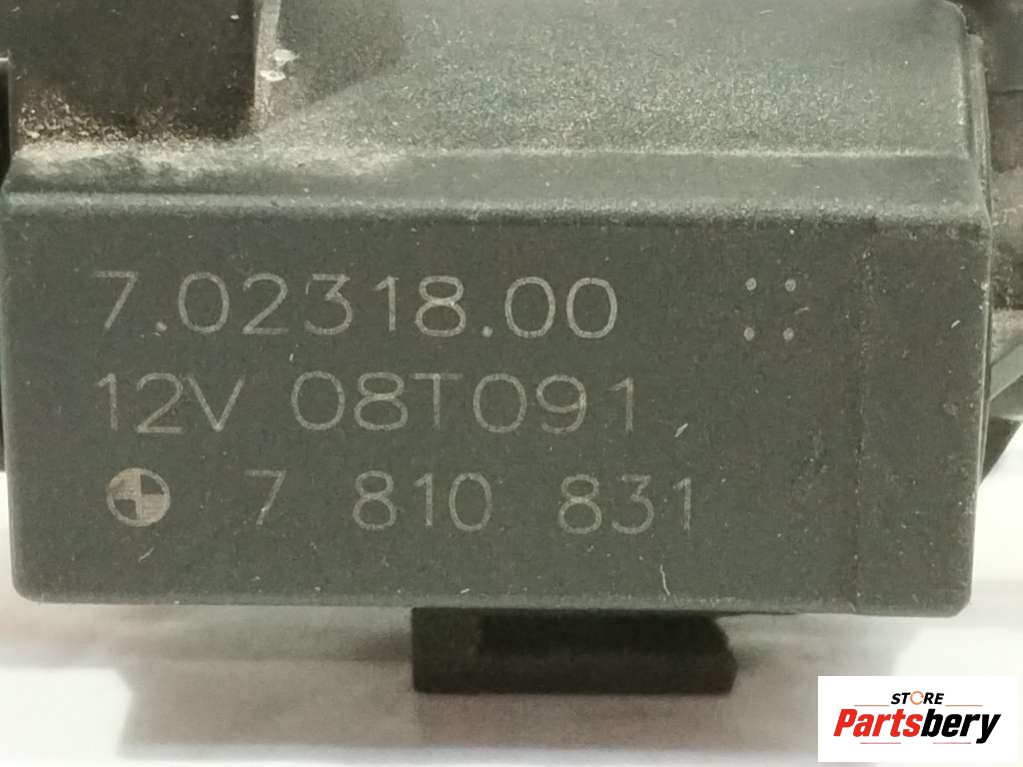 7.02318.00
12V 08T091
7 810 831
STORE
Partsbery